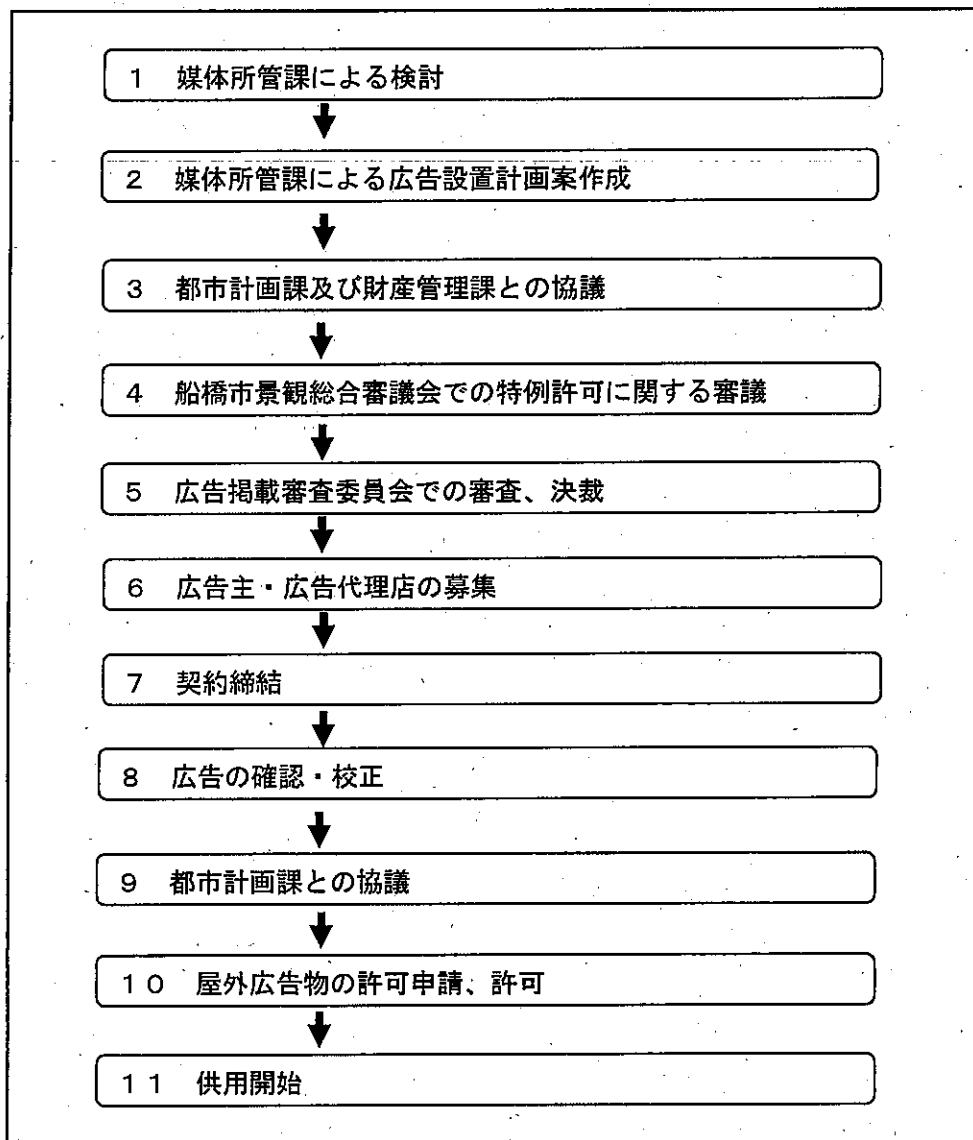 １　媒体所管課による検討
２　媒体所管課による広告設置計画案作成
３　都市計画課及び財産管理課との協議
４　船橋市景観総合審議会での特例許可に関する審議
５　広告掲載審査委員会での審査、決裁
６　広告主・広告代理店の募集
７　契約締結
８　広告の確認・校正
９　都市計画課との協議
１０　屋外広告物の許可申請、許可
１１　供用開始